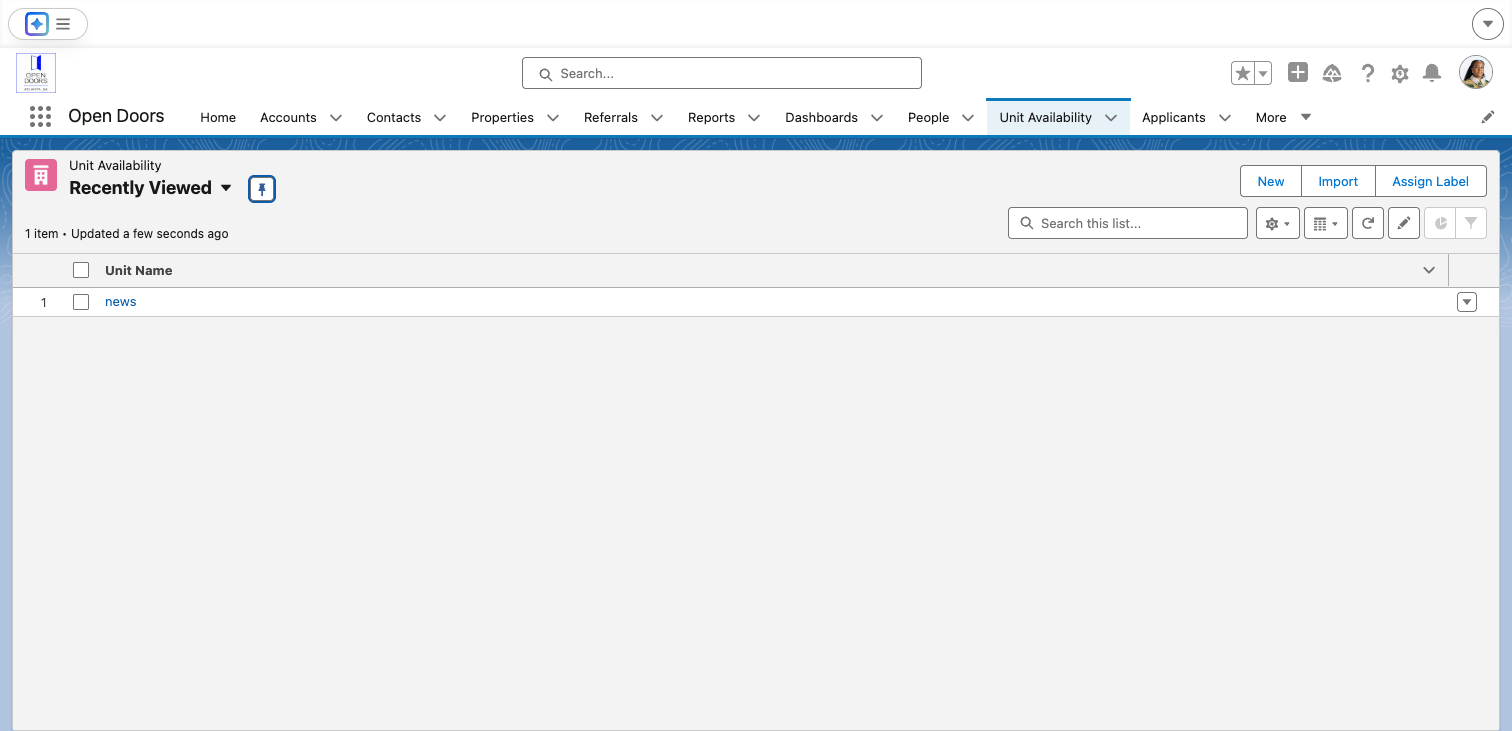 OPEN
DOORS
ATLANTA, GA
Search...
Open Doors
Home
Accounts
Contacts
Properties
Referrals
Reports
Dashboards
People
Unit Availability
Applicants
More
Unit Availability
Recently Viewed
New
Import
Assign Label
1 item • Updated a few seconds ago
Search this list...
Unit Name
1
news